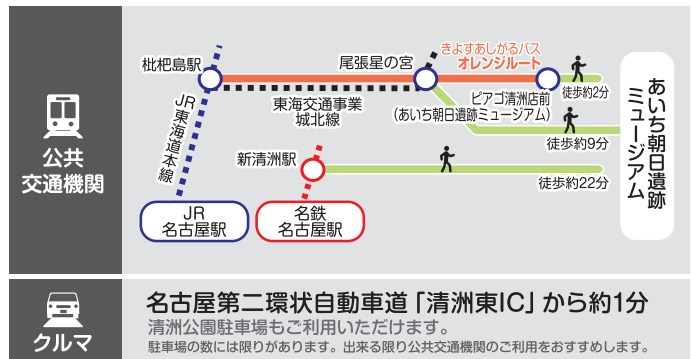 公共
交通機関
枇杷島駅
尾張星の宮
きよすあしがるバス
オレンジルート
徒歩約2分
JR東海道本線
東海交通事業
城北線
ピアゴ清洲店前
(あいち朝日遺跡ミュージアム)
徒歩約9分
新清洲駅
徒歩約22分
あいち朝日遺跡
ミュージアム
JR
名古屋駅
名鉄
名古屋駅
クルマ
名古屋第二環状自動車道「清洲東IC」から約1分
清洲公園駐車場もご利用いただけます。
駐車場の数には限りがあります。出来る限り公共交通機関のご利用をおすすめします。